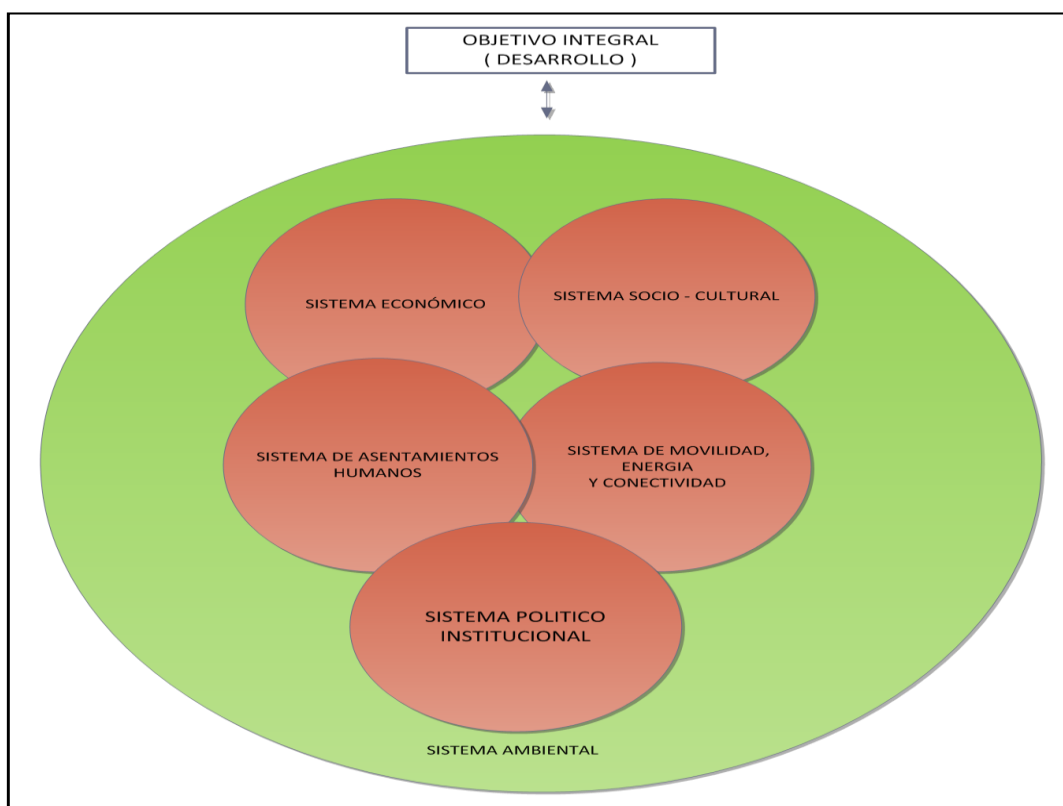 OBJETIVO INTEGRAL
( DESARROLLO )
SISTEMA ECONÓMICO
SISTEMA SOCIO - CULTURAL
SISTEMA DE ASENTAMIENTOS
HUMANOS
SISTEMA DE MOVILIDAD,
ENERGIA
Y CONECTIVIDAD
SISTEMA POLITICO
INSTITUCIONAL
SISTEMA AMBIENTAL